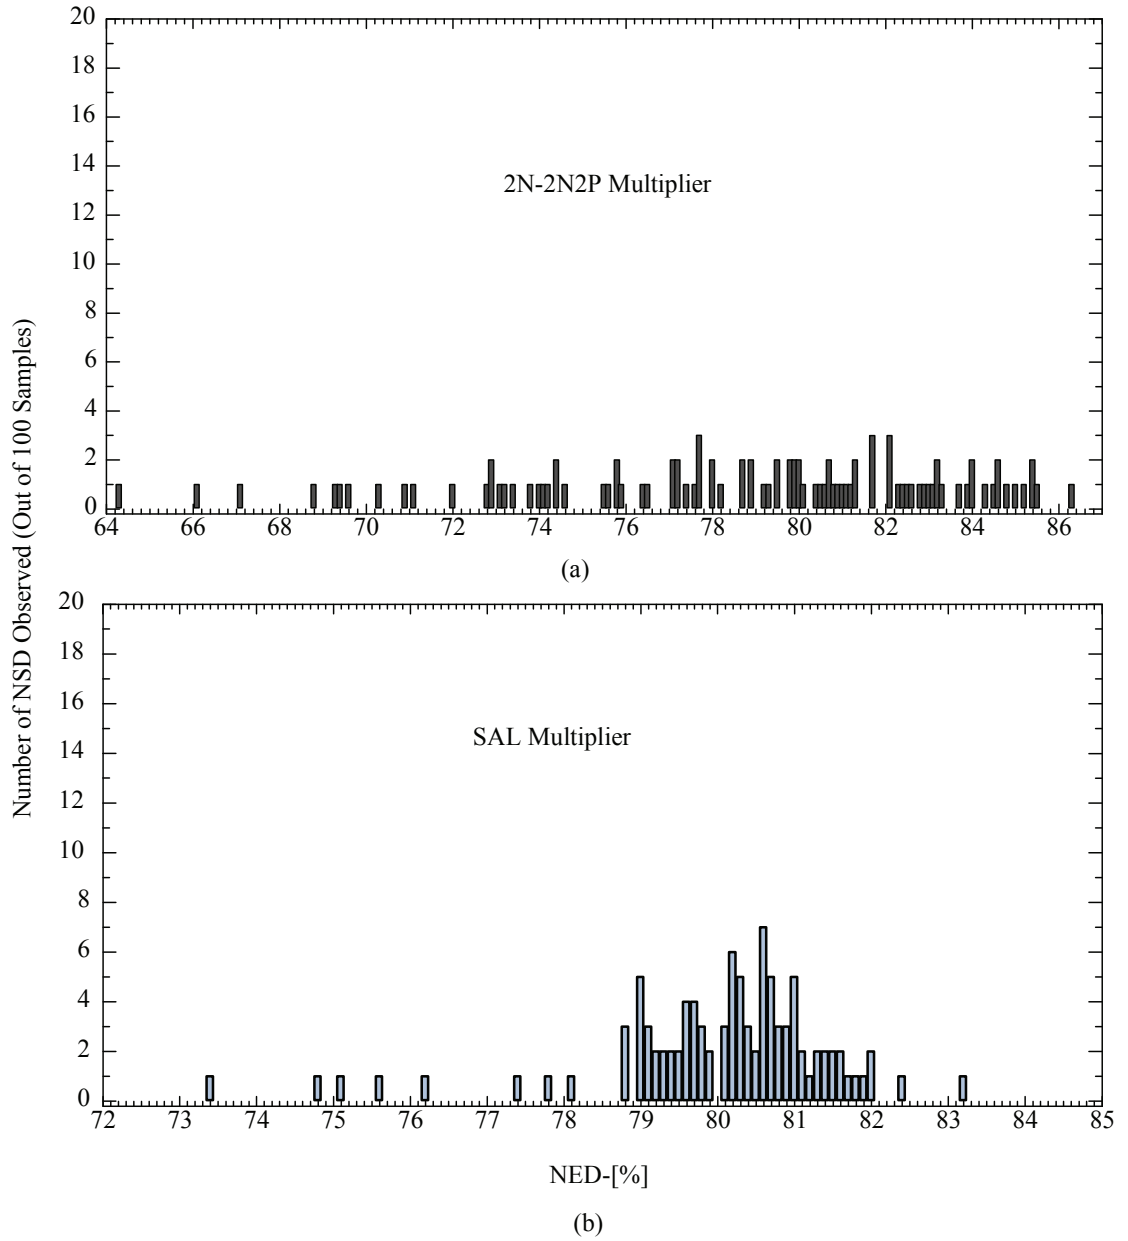 20
18
16
14
12
10
8
6
4
2
0
2N-2N2P Multiplier
64 66 68 70 72 74 76 78 80 82 84 86
(a)
Number of NSD Observed (Out of 100 Samples)
20
18
16
14
12
10
8
6
4
2
0
SAL Multiplier
72 73 74 75 76 77 78 79 80 81 82 83 84 85
NED-[%]
(b)